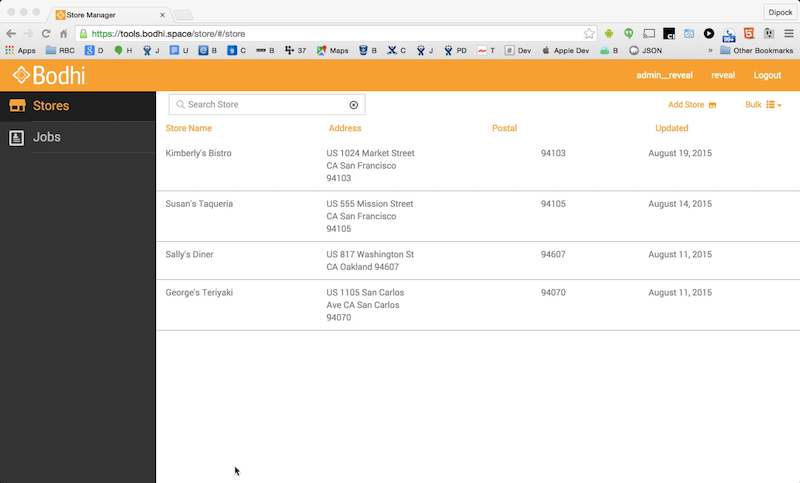 Store Manager
Dipock
https://tools.bodhi.space/store/#/store
Apps RBC D H J U B C B 37 Maps B C J PD T Dev Apple Dev B JSON » Other Bookmarks
Bodhi
admin__reveal reveal Logout
Stores
Jobs
Search Store
Add Store
Bulk
Store Name Address Postal Updated
Kimberly's Bistro US 1024 Market Street 94103 August 19, 2015
CA San Francisco
94103
Susan's Taqueria US 555 Mission Street 94105 August 14, 2015
CA San Francisco
94105
Sally's Diner US 817 Washington St 94607 August 11, 2015
CA Oakland 94607
George's Teriyaki US 1105 San Carlos 94070 August 11, 2015
Ave CA San Carlos
94070